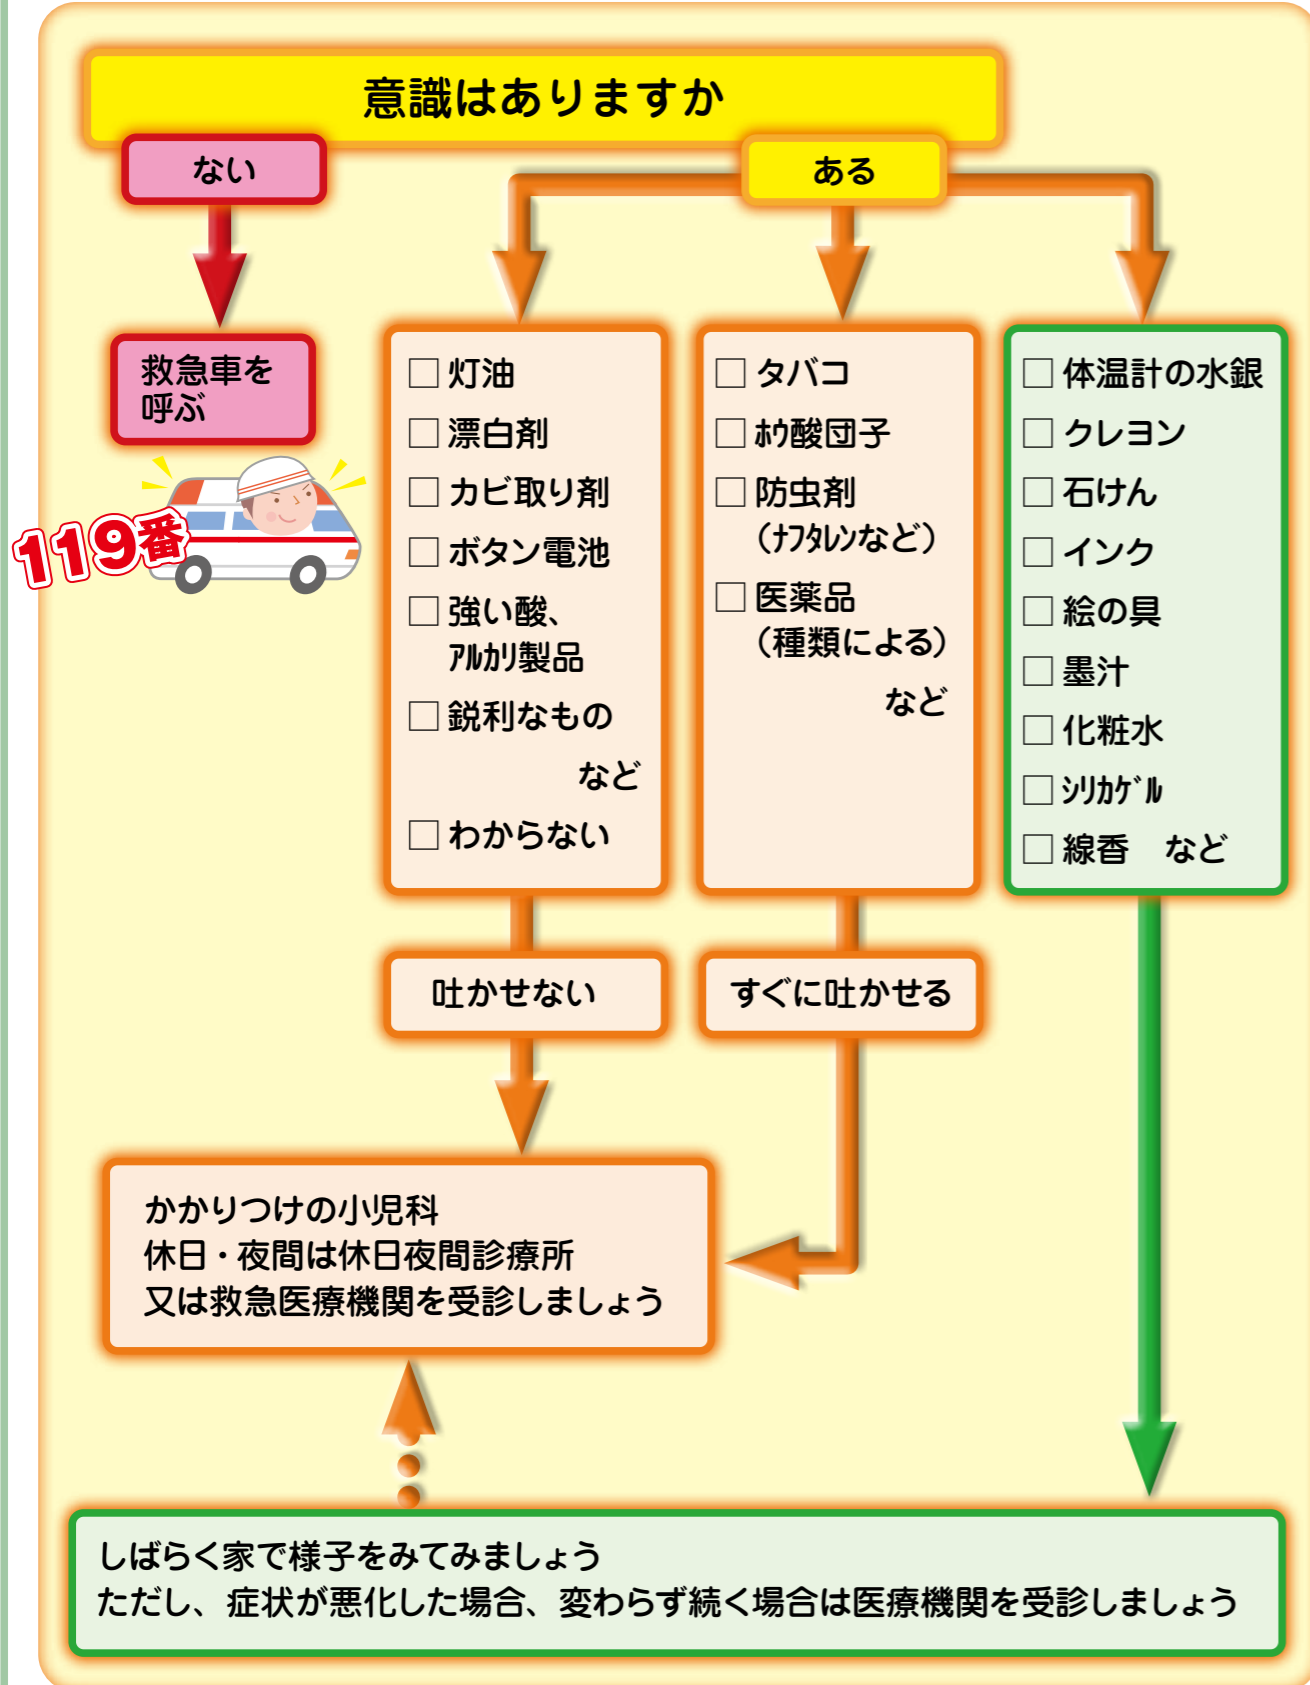 意識はありますか
ない
ある
救急車を
呼ぶ
119番
□ 灯油
□ 漂白剤
□ カビ取り剤
□ ボタン電池
□ 強い酸、
ｱﾙｶﾘ製品
□ 鋭利なもの
など
□ わからない
□ タバコ
□ ﾎｳ酸団子
□ 防虫剤
（ﾅﾌﾀﾚﾝなど）
□ 医薬品
（種類による）
など
□ 体温計の水銀
□ クレヨン
□ 石けん
□ インク
□ 絵の具
□ 墨汁
□ 化粧水
□ ｼﾘｶｹﾞﾙ
□ 線香　など
吐かせない
すぐに吐かせる
かかりつけの小児科
休日・夜間は休日夜間診療所
又は救急医療機関を受診しましょう
しばらく家で様子をみてみましょう
ただし、症状が悪化した場合、変わらず続く場合は医療機関を受診しましょう